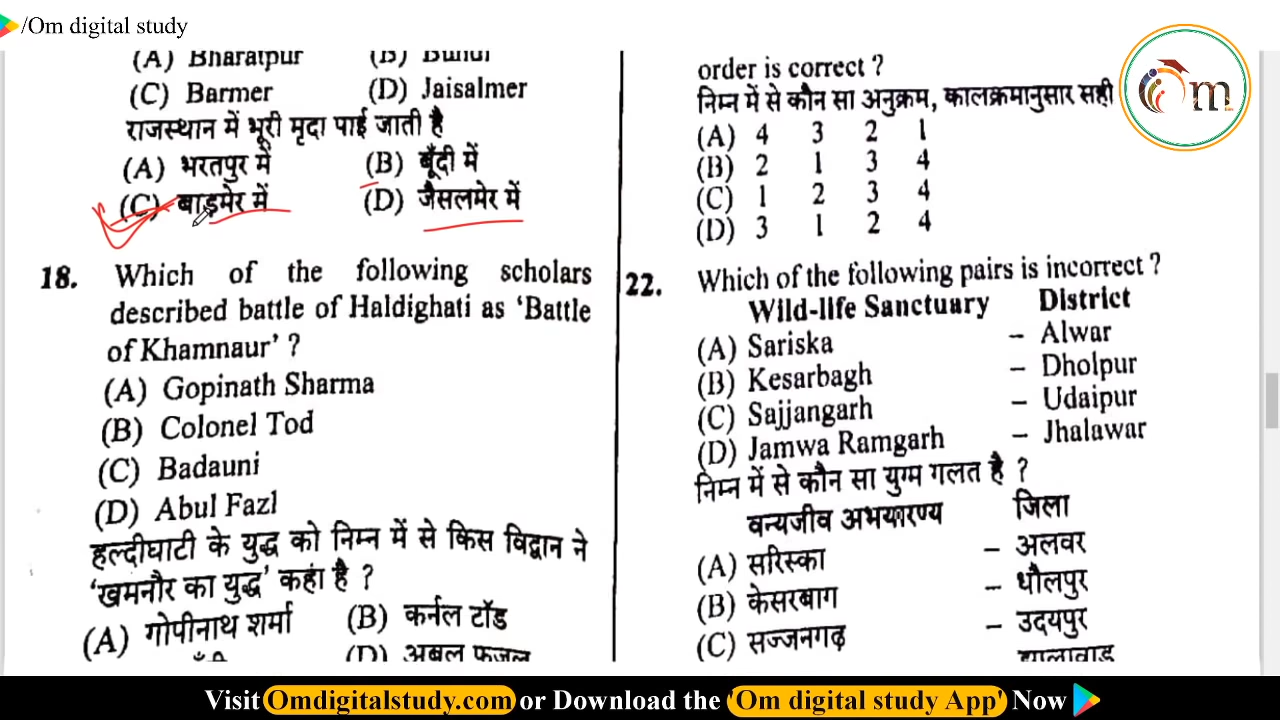 /Om digital study
(A) Bharatpur (B) Bundi
(C) Barmer (D) Jaisalmer
राजस्थान में भूरी मृदा पाई जाती है
(A) भरतपुर में (B) बूँदी में
(C) बाड़मेर में (D) जैसलमेर में
18. Which of the following scholars
described battle of Haldighati as ‘Battle
of Khamnaur’ ?
(A) Gopinath Sharma
(B) Colonel Tod
(C) Badauni
(D) Abul Fazl
हल्दीघाटी के युद्ध को निम्न में से किस विद्वान ने
‘खमनौर का युद्ध’ कहा है ?
(A) गोपीनाथ शर्मा (B) कर्नल टॉड
(D) अबुल फजल
order is correct ?
निम्न में से कौन सा अनुक्रम, कालक्रमानुसार सही
(A) 4 3 2 1
(B) 2 1 3 4
(C) 1 2 3 4
(D) 3 1 2 4
22. Which of the following pairs is incorrect ?
Wild-life Sanctuary District
(A) Sariska – Alwar
(B) Kesarbagh – Dholpur
(C) Sajjangarh – Udaipur
(D) Jamwa Ramgarh – Jhalawar
निम्न में से कौन सा युग्म गलत है ?
वन्यजीव अभयारण्य जिला
(A) सरिस्का – अलवर
(B) केसरबाग – धौलपुर
(C) सज्जनगढ़ – उदयपुर
झालावाड़
Om
Visit Omdigitalstudy.com or Download the 'Om digital study App' Now